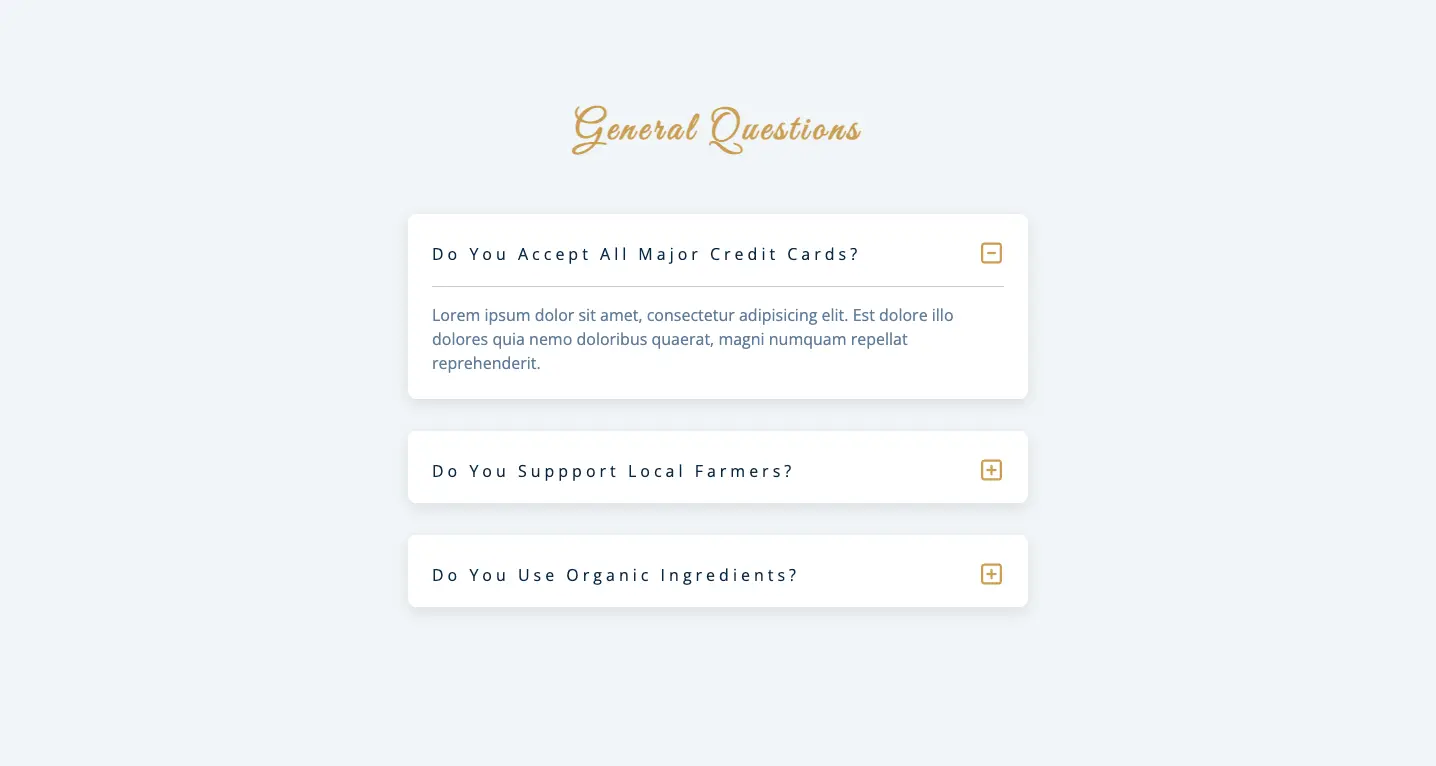 General Questions
Do You Accept All Major Credit Cards?
Lorem ipsum dolor sit amet, consectetur adipisicing elit. Est dolore illo
dolores quia nemo doloribus quaerat, magni numquam repellat
reprehenderit.
Do You Suppport Local Farmers?
Do You Use Organic Ingredients?